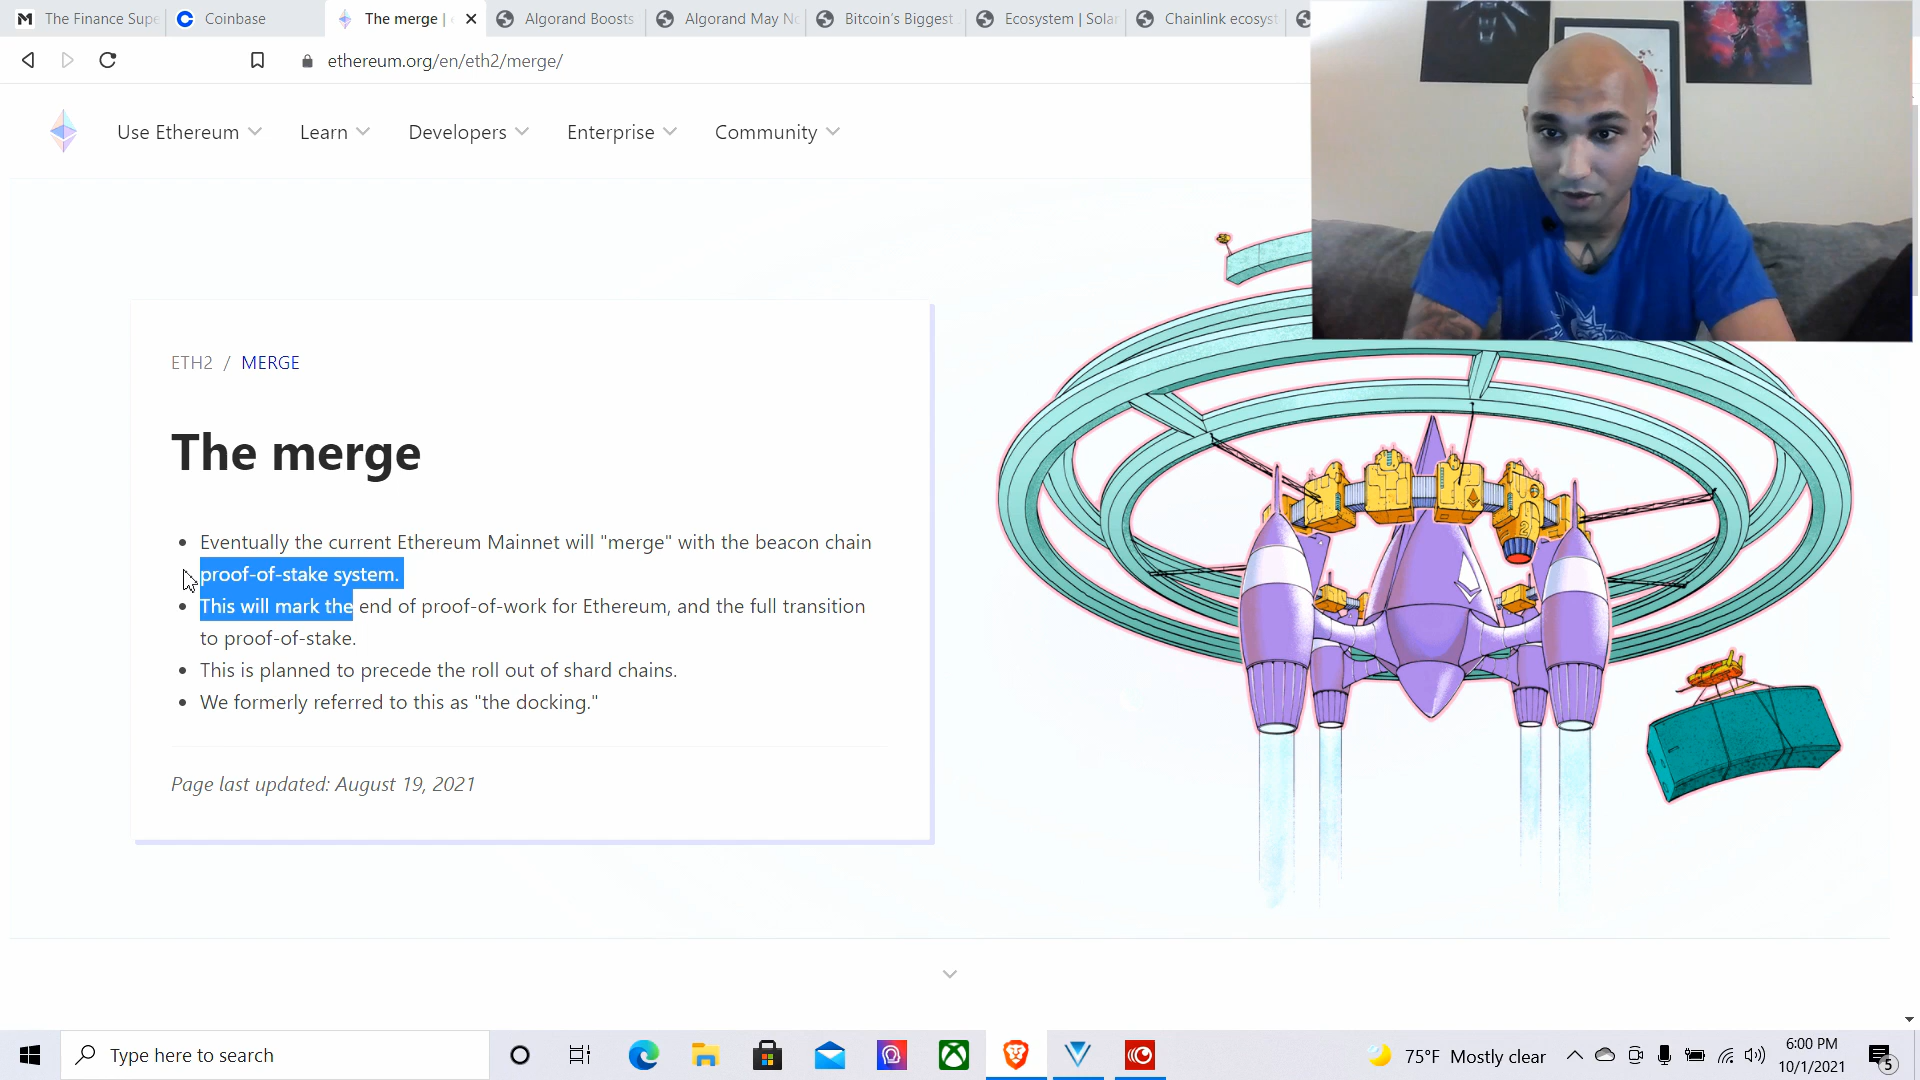 The Finance Supe
Coinbase
The merge |
Algorand Boosts
Algorand May No
Bitcoin's Biggest
Ecosystem | Solar
Chainlink ecosyst
ethereum.org/en/eth2/merge/
Use Ethereum
Learn
Developers
Enterprise
Community
ETH2 / MERGE
The merge
Eventually the current Ethereum Mainnet will "merge" with the beacon chain
proof-of-stake system.
This will mark the end of proof-of-work for Ethereum, and the full transition
to proof-of-stake.
This is planned to precede the roll out of shard chains.
We formerly referred to this as "the docking."
Page last updated: August 19, 2021
2
Type here to search
75°F Mostly clear
6:00 PM
10/1/2021
5